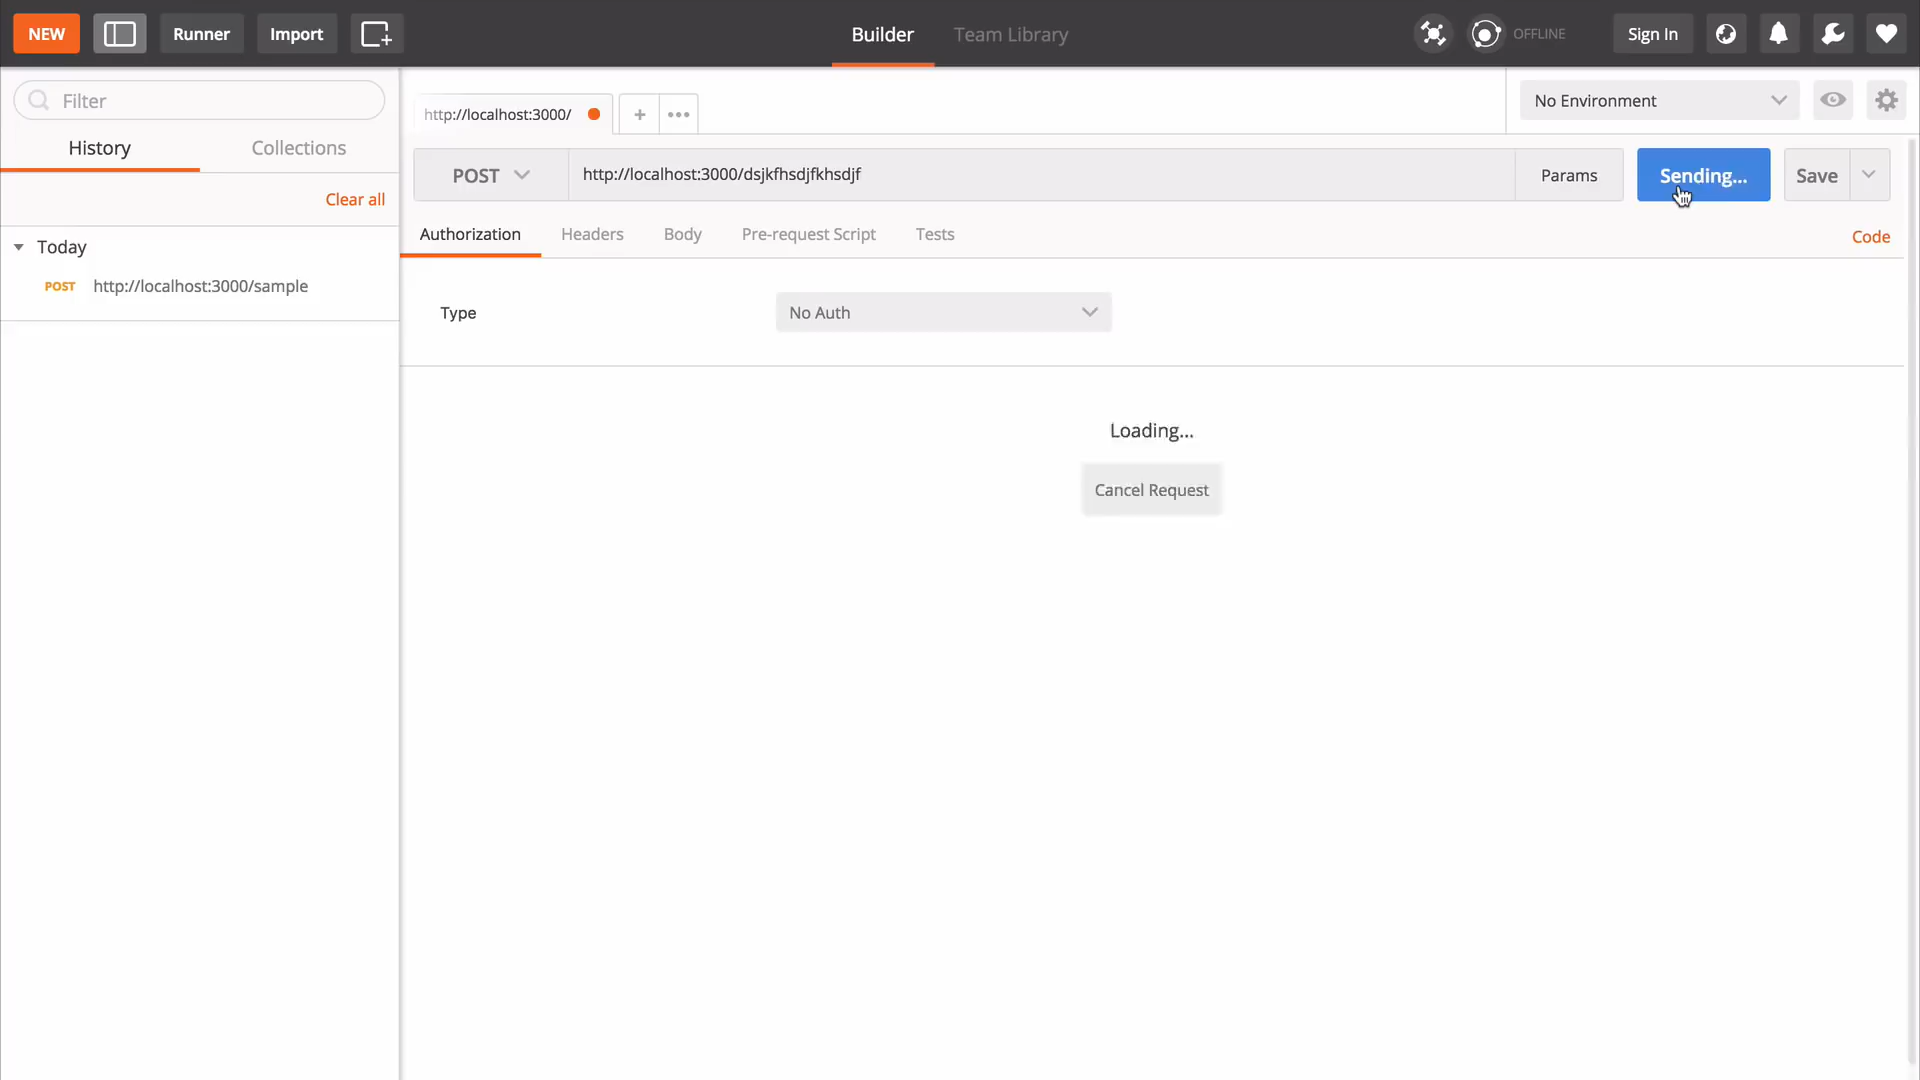 NEW
Runner
Import
Builder
Team Library
OFFLINE
Sign In
Filter
History
Collections
Clear all
Today
POST http://localhost:3000/sample
http://localhost:3000/
+
•••
No Environment
POST
http://localhost:3000/dsjkfhsdjfkhsdjf
Params
Sending...
Save
Authorization
Headers
Body
Pre-request Script
Tests
Code
Type
No Auth
Loading...
Cancel Request